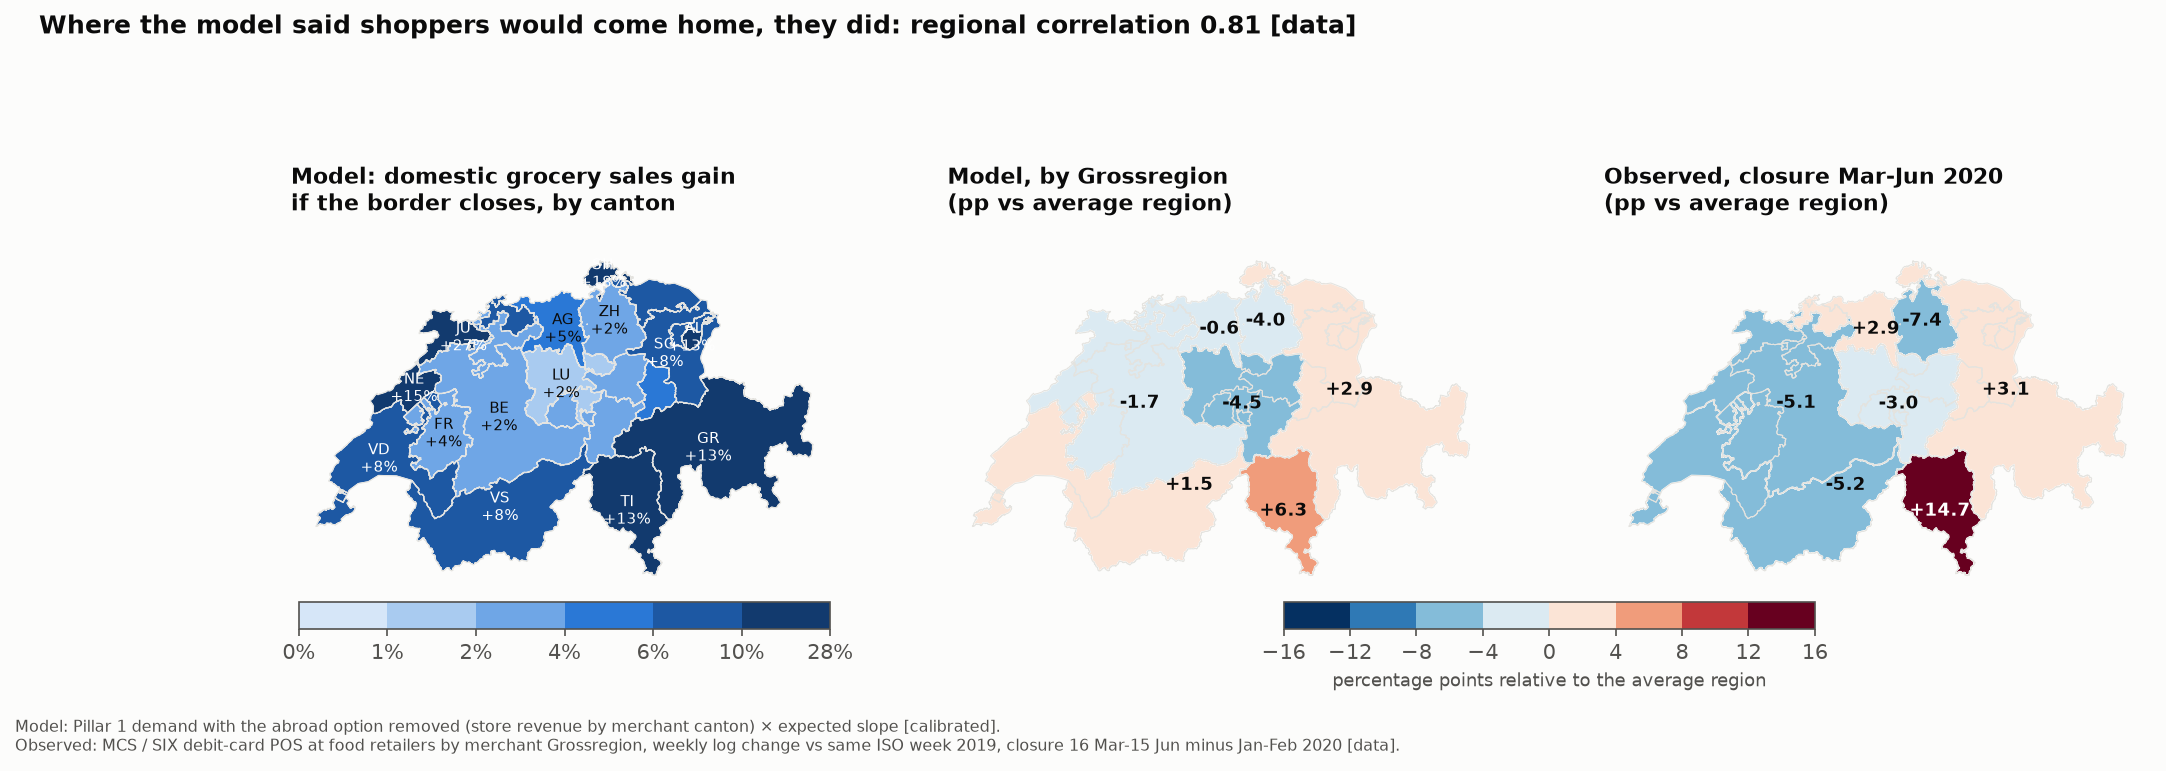 Where the model said shoppers would come home, they did: regional correlation 0.81 [data]
Model: domestic grocery sales gain
if the border closes, by canton
Model, by Grossregion
(pp vs average region)
Observed, closure Mar-Jun 2020
(pp vs average region)
ZH
+2%
AG
+5%
JU
+27%
SG
+8%
+13%
LU
+2%
NE
+15%
BE
+2%
FR
+4%
VD
+8%
GR
+13%
VS
+8%
TI
+13%
-0.6
-4.0
-1.7
-4.5
+2.9
+1.5
+6.3
+2.9
-7.4
-5.1
-3.0
+3.1
-5.2
+14.7
0%
1%
2%
4%
6%
10%
28%
−16
−12
−8
−4
0
4
8
12
16
percentage points relative to the average region
Model: Pillar 1 demand with the abroad option removed (store revenue by merchant canton) × expected slope [calibrated].
Observed: MCS / SIX debit-card POS at food retailers by merchant Grossregion, weekly log change vs same ISO week 2019, closure 16 Mar-15 Jun minus Jan-Feb 2020 [data].